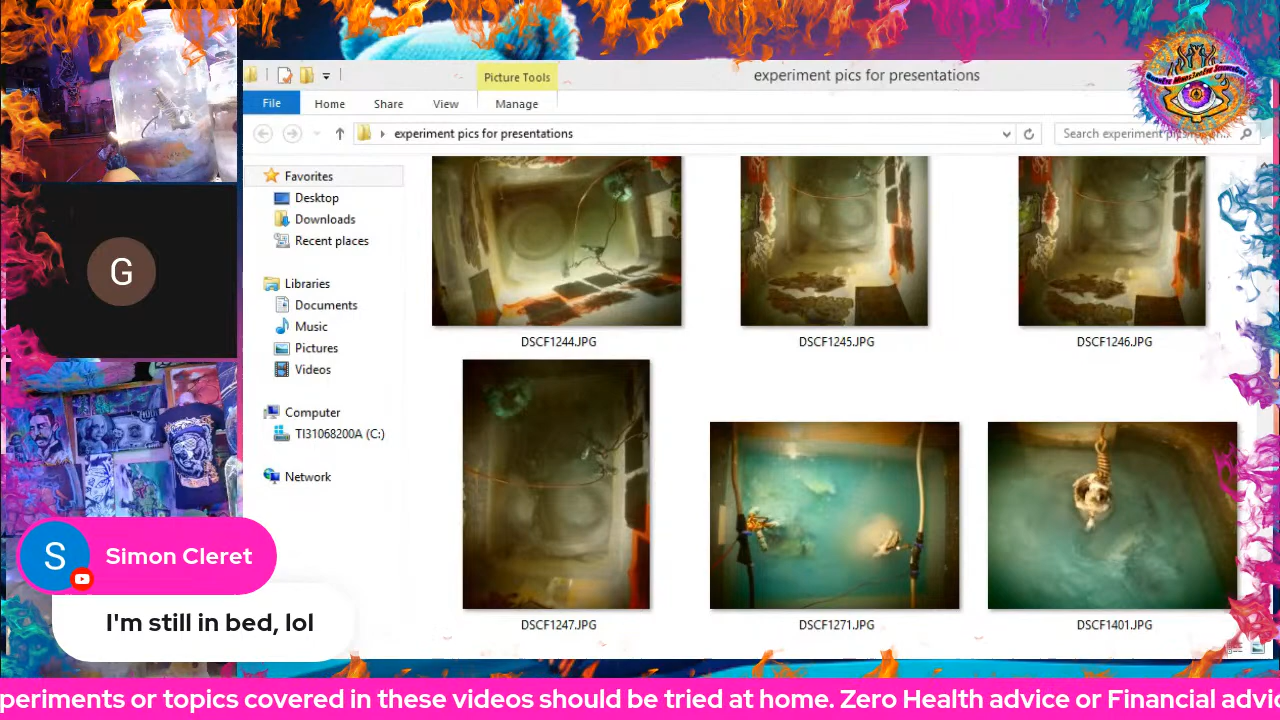 Picture Tools
experiment pics for presentations
File
Home
Share
View
Manage
experiment pics for presentations
Search experiment
Favorites
Desktop
Downloads
Recent places
Libraries
Documents
Music
Pictures
Videos
Computer
TI31068200A (C:)
Network
DSCF1244.JPG
DSCF1245.JPG
DSCF1246.JPG
DSCF1247.JPG
DSCF1271.JPG
DSCF1401.JPG
G
S
Simon Cleret
I'm still in bed, lol
periments or topics covered in these videos should be tried at home. Zero Health advice or Financial advi